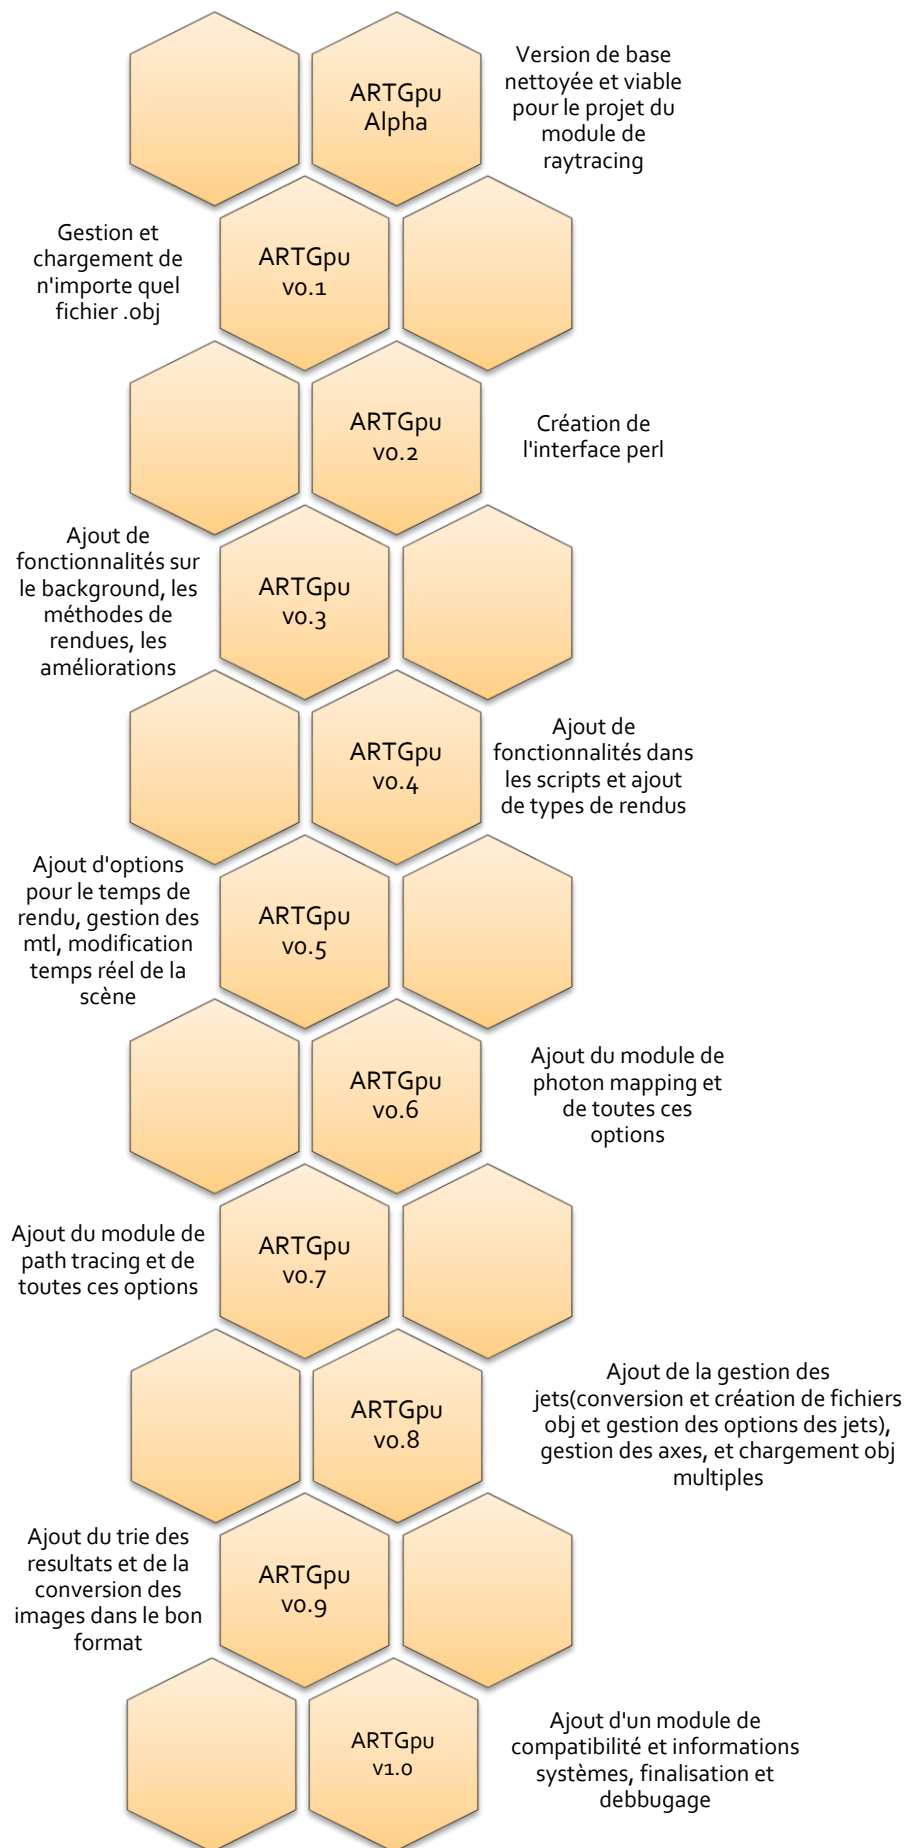 ARTGpu
Alpha
Version de base
nettoyée et viable
pour le projet du
module de
raytracing
Gestion et
chargement de
n'importe quel
fichier .obj
ARTGpu
v0.1
ARTGpu
v0.2
Création de
l'interface perl
Ajout de
fonctionnalités sur
le background, les
méthodes de
rendues, les
améliorations
ARTGpu
v0.3
ARTGpu
v0.4
Ajout de
fonctionnalités dans
les scripts et ajout
de types de rendus
Ajout d'options
pour le temps de
rendu, gestion des
mtl, modification
temps réel de la
scène
ARTGpu
v0.5
ARTGpu
v0.6
Ajout du module de
photon mapping et
de toutes ces
options
Ajout du module de
path tracing et de
toutes ces options
ARTGpu
v0.7
ARTGpu
v0.8
Ajout de la gestion des
jets(conversion et création de fichiers
obj et gestion des options des jets),
gestion des axes, et chargement obj
multiples
Ajout du trie des
resultats et de la
conversion des
images dans le bon
format
ARTGpu
v0.9
ARTGpu
v1.0
Ajout d'un module de
compatibilité et informations
systèmes, finalisation et
debbugage